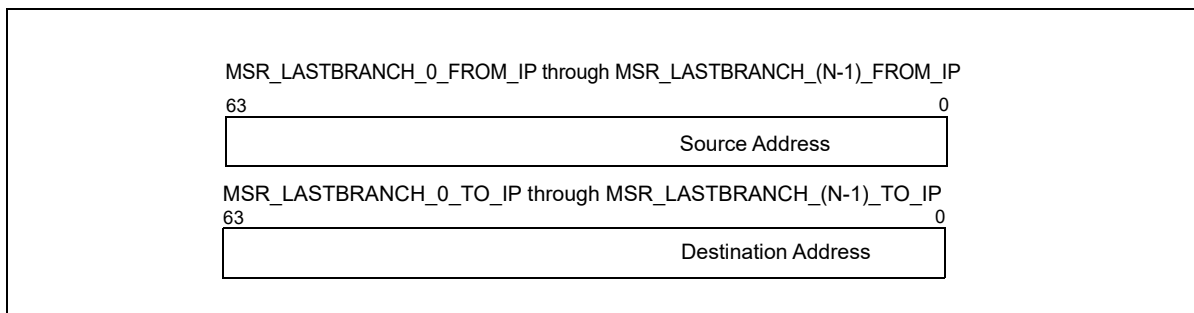 MSR_LASTBRANCH_0_FROM_IP through MSR_LASTBRANCH_(N-1)_FROM_IP
63 0
Source Address
MSR_LASTBRANCH_0_TO_IP through MSR_LASTBRANCH_(N-1)_TO_IP
63 0
Destination Address